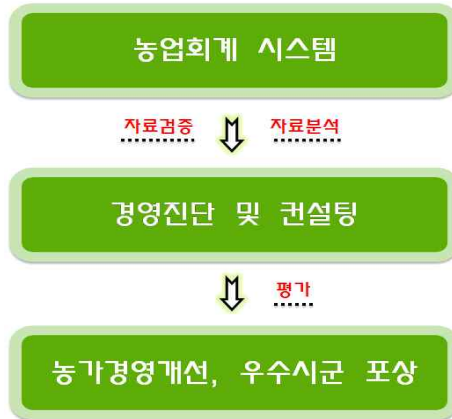 농업회계 시스템
자료검증 자료분석
경영진단 및 컨설팅
평가
농가경영개선, 우수시군 포상